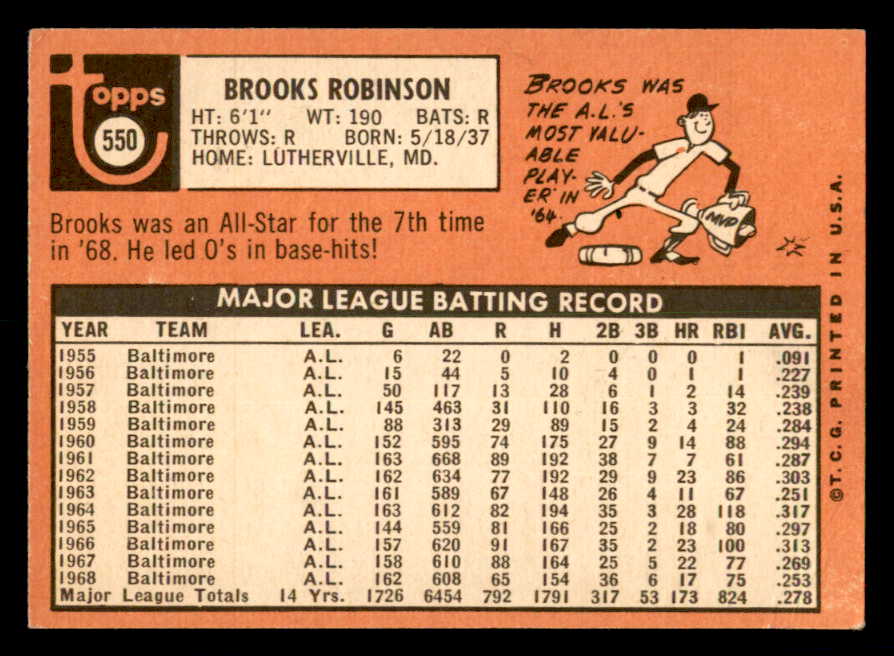 topps
550
BROOKS ROBINSON
HT: 6'1" WT: 190 BATS: R
THROWS: R BORN: 5/18/37
HOME: LUTHERVILLE, MD.
Brooks was an All-Star for the 7th time
in '68. He led O's in base-hits!
BROOKS WAS
THE A.L.'S
MOST VALU-
ABLE
PLAY-
ER IN
'64.
MVP
MAJOR LEAGUE BATTING RECORD
YEAR TEAM LEA. G AB R H 2B 3B HR RBI AVG.
1955 Baltimore A.L. 6 22 0 2 0 0 0 1 .091
1956 Baltimore A.L. 15 44 5 10 4 0 1 1 .227
1957 Baltimore A.L. 50 117 13 28 6 1 2 14 .239
1958 Baltimore A.L. 145 463 31 110 16 3 3 32 .238
1959 Baltimore A.L. 88 313 29 89 15 2 4 24 .284
1960 Baltimore A.L. 152 595 74 175 27 9 14 88 .294
1961 Baltimore A.L. 163 668 89 192 38 7 7 61 .287
1962 Baltimore A.L. 162 634 77 192 29 9 23 86 .303
1963 Baltimore A.L. 161 589 67 148 26 4 11 67 .251
1964 Baltimore A.L. 163 612 82 194 35 3 28 118 .317
1965 Baltimore A.L. 144 559 81 166 25 2 18 80 .297
1966 Baltimore A.L. 157 620 91 167 35 2 23 100 .313
1967 Baltimore A.L. 158 610 88 164 25 5 22 77 .269
1968 Baltimore A.L. 162 608 65 154 36 6 17 75 .253
Major League Totals 14 Yrs. 1726 6454 792 1791 317 53 173 824 .278
©T.C.G. PRINTED IN U.S.A.